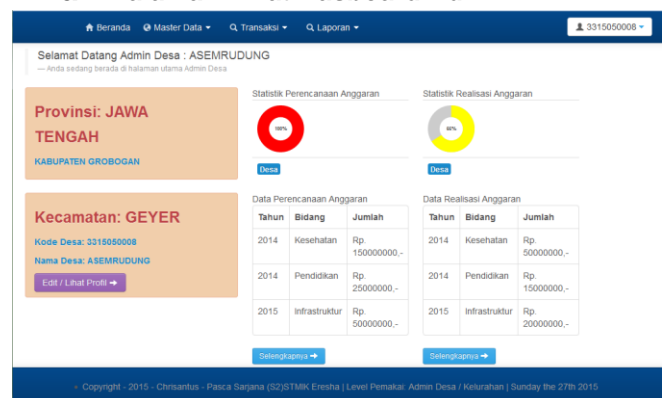 Beranda Master Data Transaksi Laporan 3315050008
Selamat Datang Admin Desa : ASEMRUDUNG
— Anda sedang berada di halaman utama Admin Desa
Provinsi: JAWA
TENGAH
KABUPATEN GROBOGAN
Kecamatan: GEYER
Kode Desa: 3315050008
Nama Desa: ASEMRUDUNG
Edit / Lihat Profil
Statistik Perencanaan Anggaran
100%
Desa
Statistik Realisasi Anggaran
Desa
Data Perencanaan Anggaran
Tahun Bidang Jumlah
2014 Kesehatan Rp.
150000000,-
2014 Pendidikan Rp.
25000000,-
2015 Infrastruktur Rp.
50000000,-
Selengkapnya
Data Realisasi Anggaran
Tahun Bidang Jumlah
2014 Kesehatan Rp.
50000000,-
2014 Pendidikan Rp.
15000000,-
2015 Infrastruktur Rp.
20000000,-
Selengkapnya
Copyright - 2015 - Chrisantus - Pasca Sarjana (S2)STMIK Eresha | Level Pemakai: Admin Desa / Kelurahan | Sunday the 27th 2015